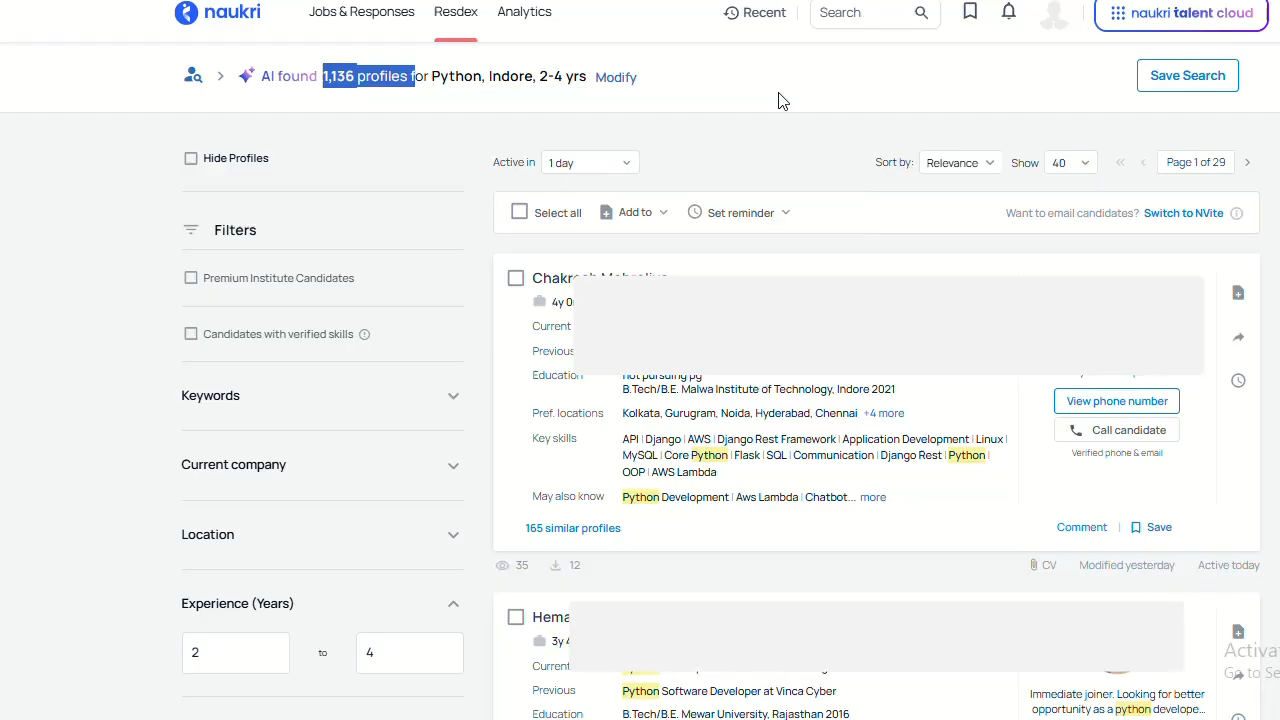 naukri Jobs & Responses Resdex Analytics Recent Search naukri talent cloud
AI found 1,136 profiles for Python, Indore, 2-4 yrs Modify Save Search
Hide Profiles
Active in 1 day Sort by: Relevance Show 40 Page 1 of 29
Filters
Select all Add to Set reminder Want to email candidates? Switch to NVite
Premium Institute Candidates
Candidates with verified skills
Keywords
Current company
Location
Experience (Years)
2 to 4
4y
Current
Previous
Education not pursuing pg
B.Tech/B.E. Malwa Institute of Technology, Indore 2021
Pref. locations Kolkata, Gurugram, Noida, Hyderabad, Chennai +4 more
Key skills API | Django | AWS | Django Rest Framework | Application Development | Linux |
MySQL | Core Python | Flask | SQL | Communication | Django Rest | Python |
OOP | AWS Lambda
May also know Python Development | Aws Lambda | Chatbot... more
165 similar profiles
View phone number
Call candidate
Verified phone & email
Comment | Save
35 12 CV Modified yesterday Active today
Hema
3y
Current
Previous Python Software Developer at Vinca Cyber
Education B.Tech/B.E. Mewar University, Rajasthan 2016
Immediate joiner. Looking for better
opportunity as a python develope...
Activa
Go to Se